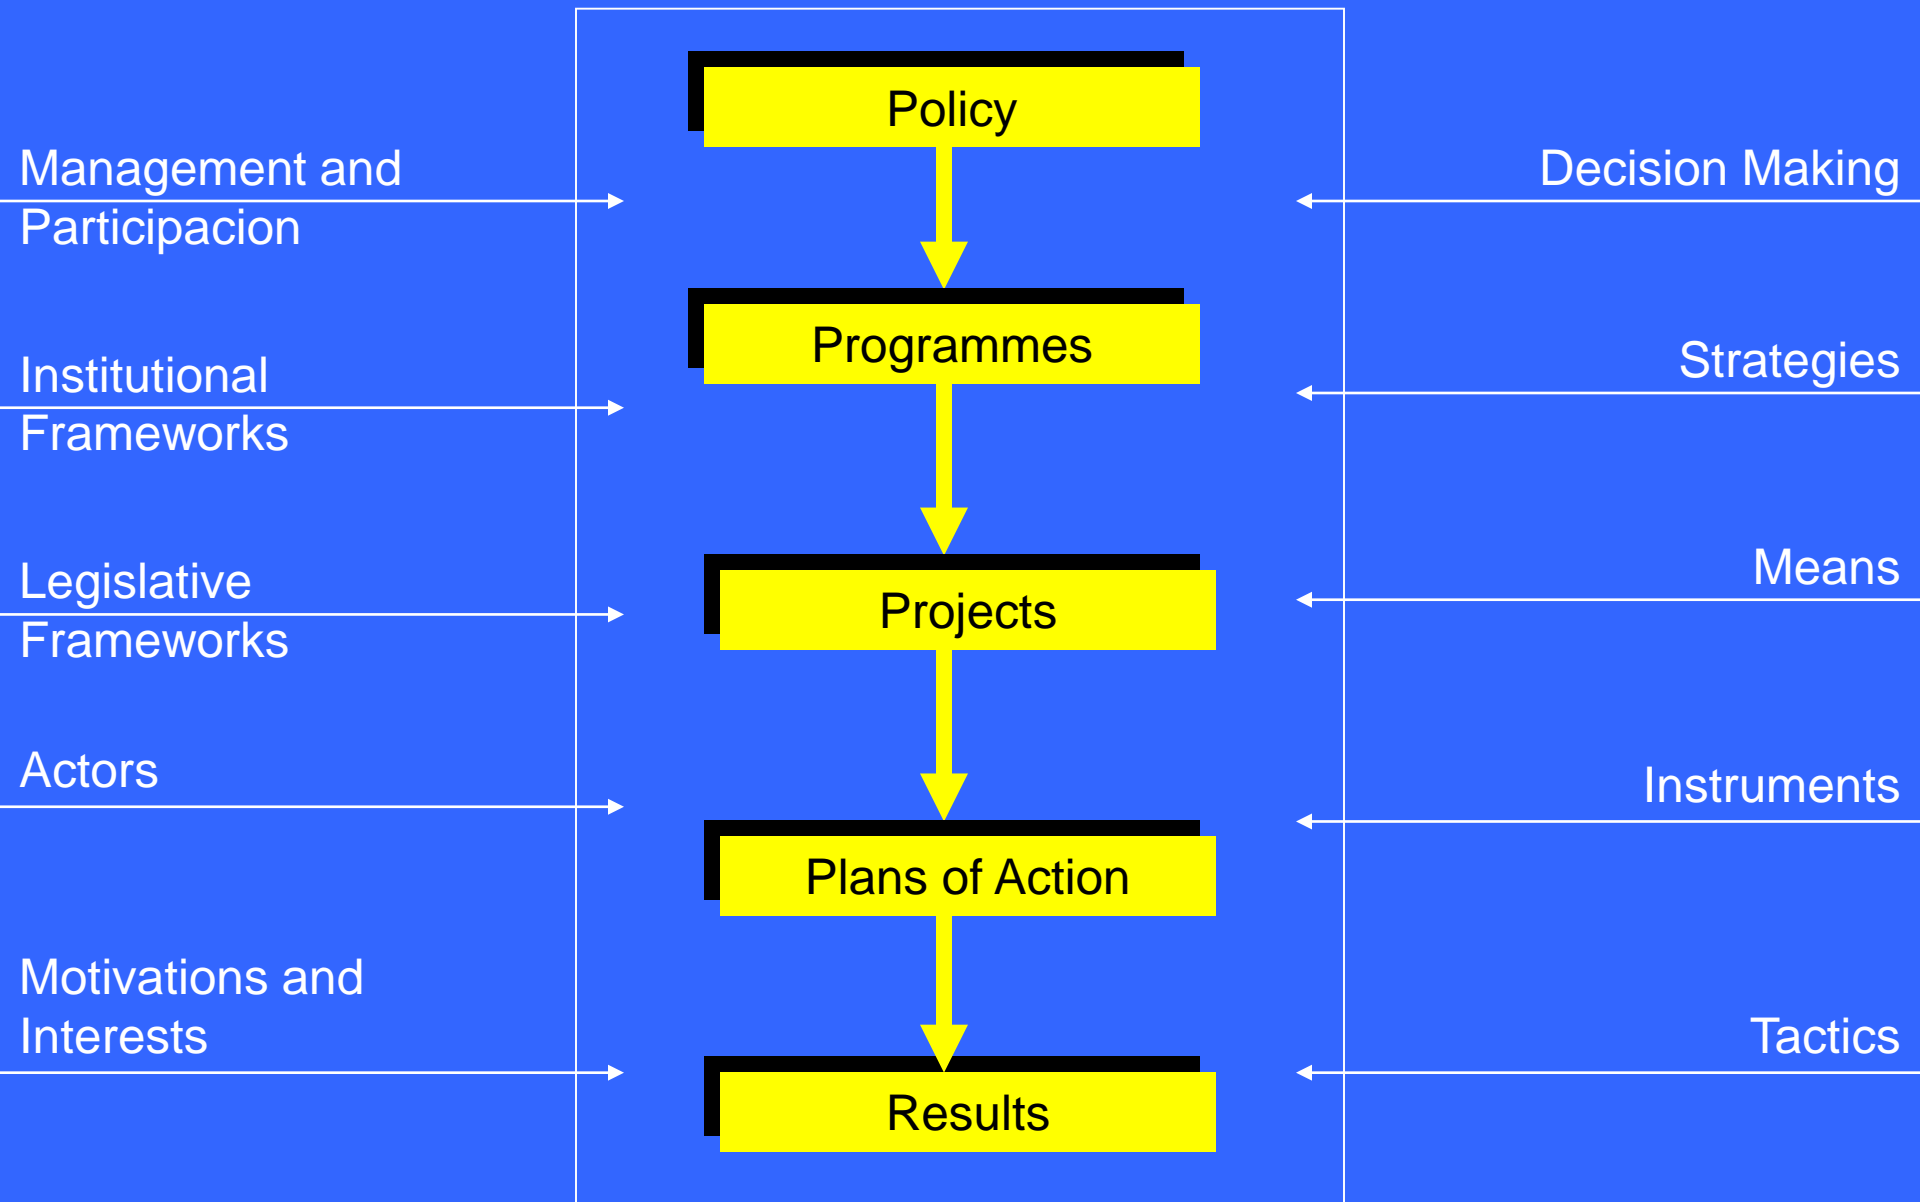 Policy
Management and
Participacion
Decision Making
Programmes
Institutional
Frameworks
Strategies
Projects
Legislative
Frameworks
Means
Actors
Instruments
Plans of Action
Motivations and
Interests
Tactics
Results